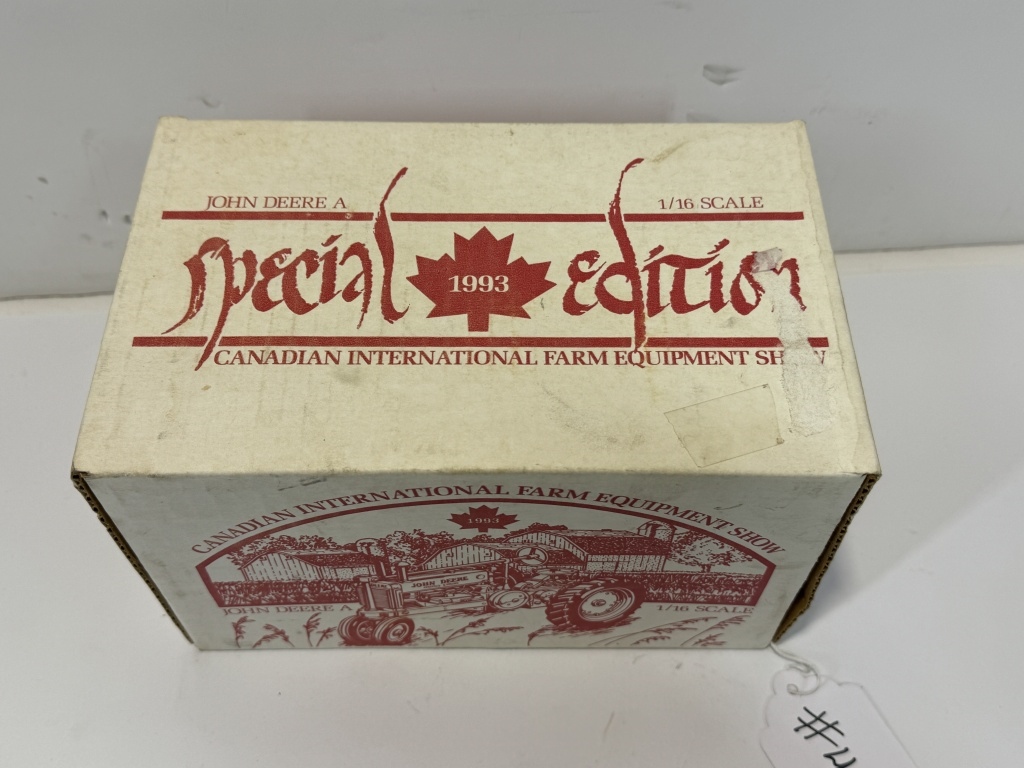 JOHN DEERE A 1/16 SCALE
special 1993 edition
CANADIAN INTERNATIONAL FARM EQUIPMENT
CANADIAN INTERNATIONAL FARM EQUIPMENT SHOW
1993
JOHN DEERE
JOHN DEERE A 1/16 SCALE